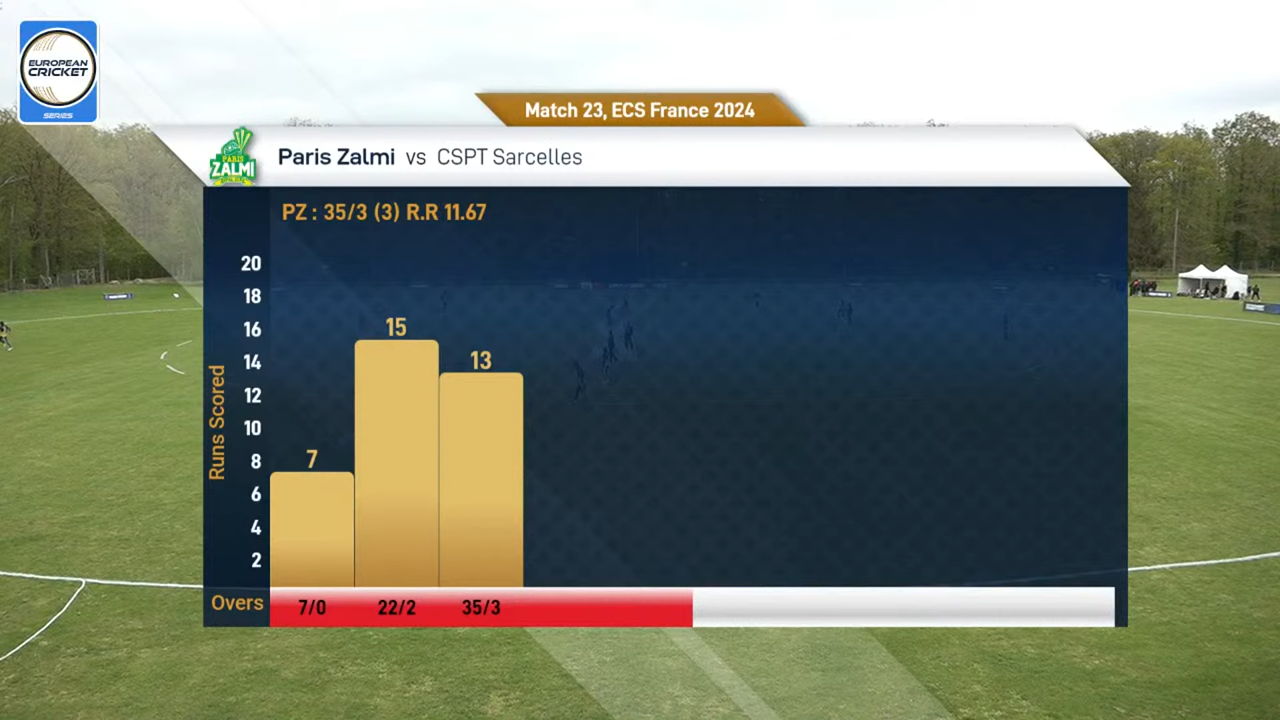 EUROPEAN
CRICKET
SERIES
Match 23, ECS France 2024
PARIS
ZALMI
Paris Zalmi vs CSPT Sarcelles
PZ : 35/3 (3) R.R 11.67
20
18
16
14
12
10
8
6
4
2
Runs Scored
7
15
13
Overs 7/0 22/2 35/3